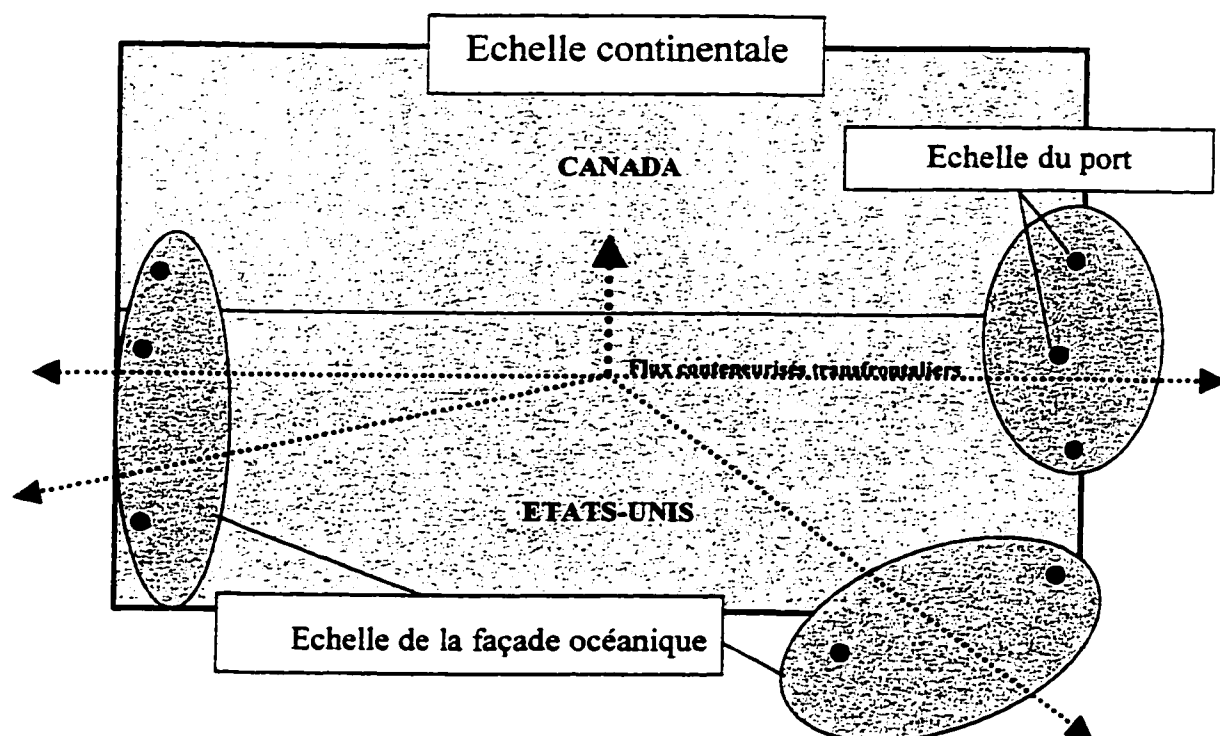 Echelle continentale
Echelle du port
CANADA
Flux conteneurisés transfrontaliers
ETATS-UNIS
Echelle de la façade océanique